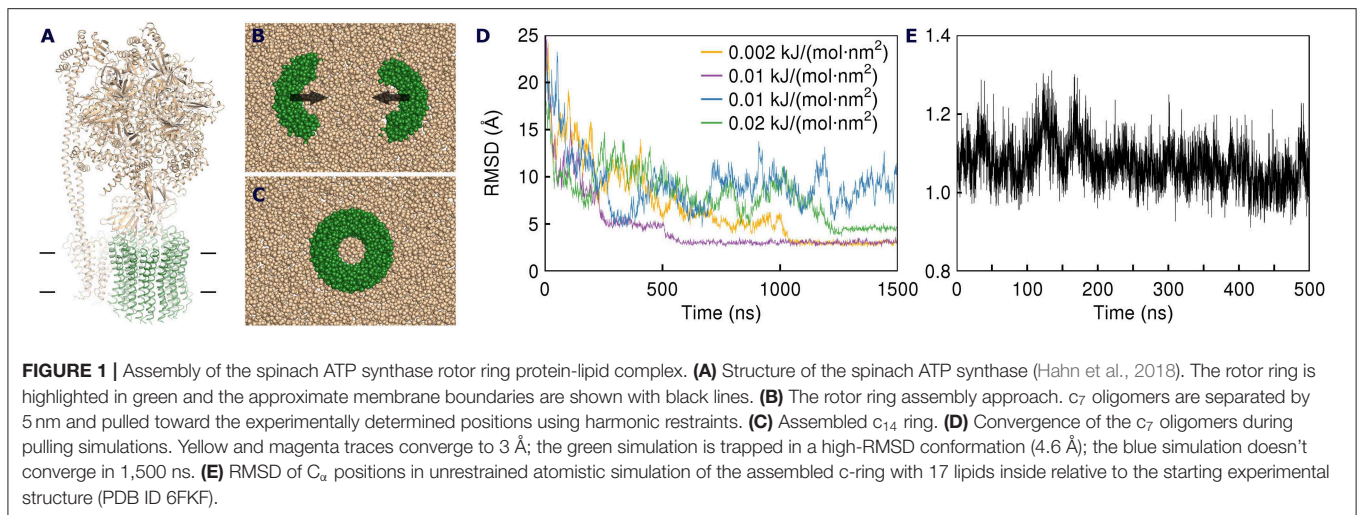 A
B
C
D
25
20
15
10
5
0
RMSD (Å)
0.002 kJ/(mol·nm²)
0.01 kJ/(mol·nm²)
0.01 kJ/(mol·nm²)
0.02 kJ/(mol·nm²)
0 500 1000 1500
Time (ns)
E
1.4
1.2
1.0
0.8
0 100 200 300 400 500
Time (ns)
FIGURE 1 | Assembly of the spinach ATP synthase rotor ring protein-lipid complex. (A) Structure of the spinach ATP synthase (Hahn et al., 2018). The rotor ring is
highlighted in green and the approximate membrane boundaries are shown with black lines. (B) The rotor ring assembly approach. c₇ oligomers are separated by
5 nm and pulled toward the experimentally determined positions using harmonic restraints. (C) Assembled c₁₄ ring. (D) Convergence of the c₇ oligomers during
pulling simulations. Yellow and magenta traces converge to 3 Å; the green simulation is trapped in a high-RMSD conformation (4.6 Å); the blue simulation doesn't
converge in 1,500 ns. (E) RMSD of Cα positions in unrestrained atomistic simulation of the assembled c-ring with 17 lipids inside relative to the starting experimental
structure (PDB ID 6FKF).